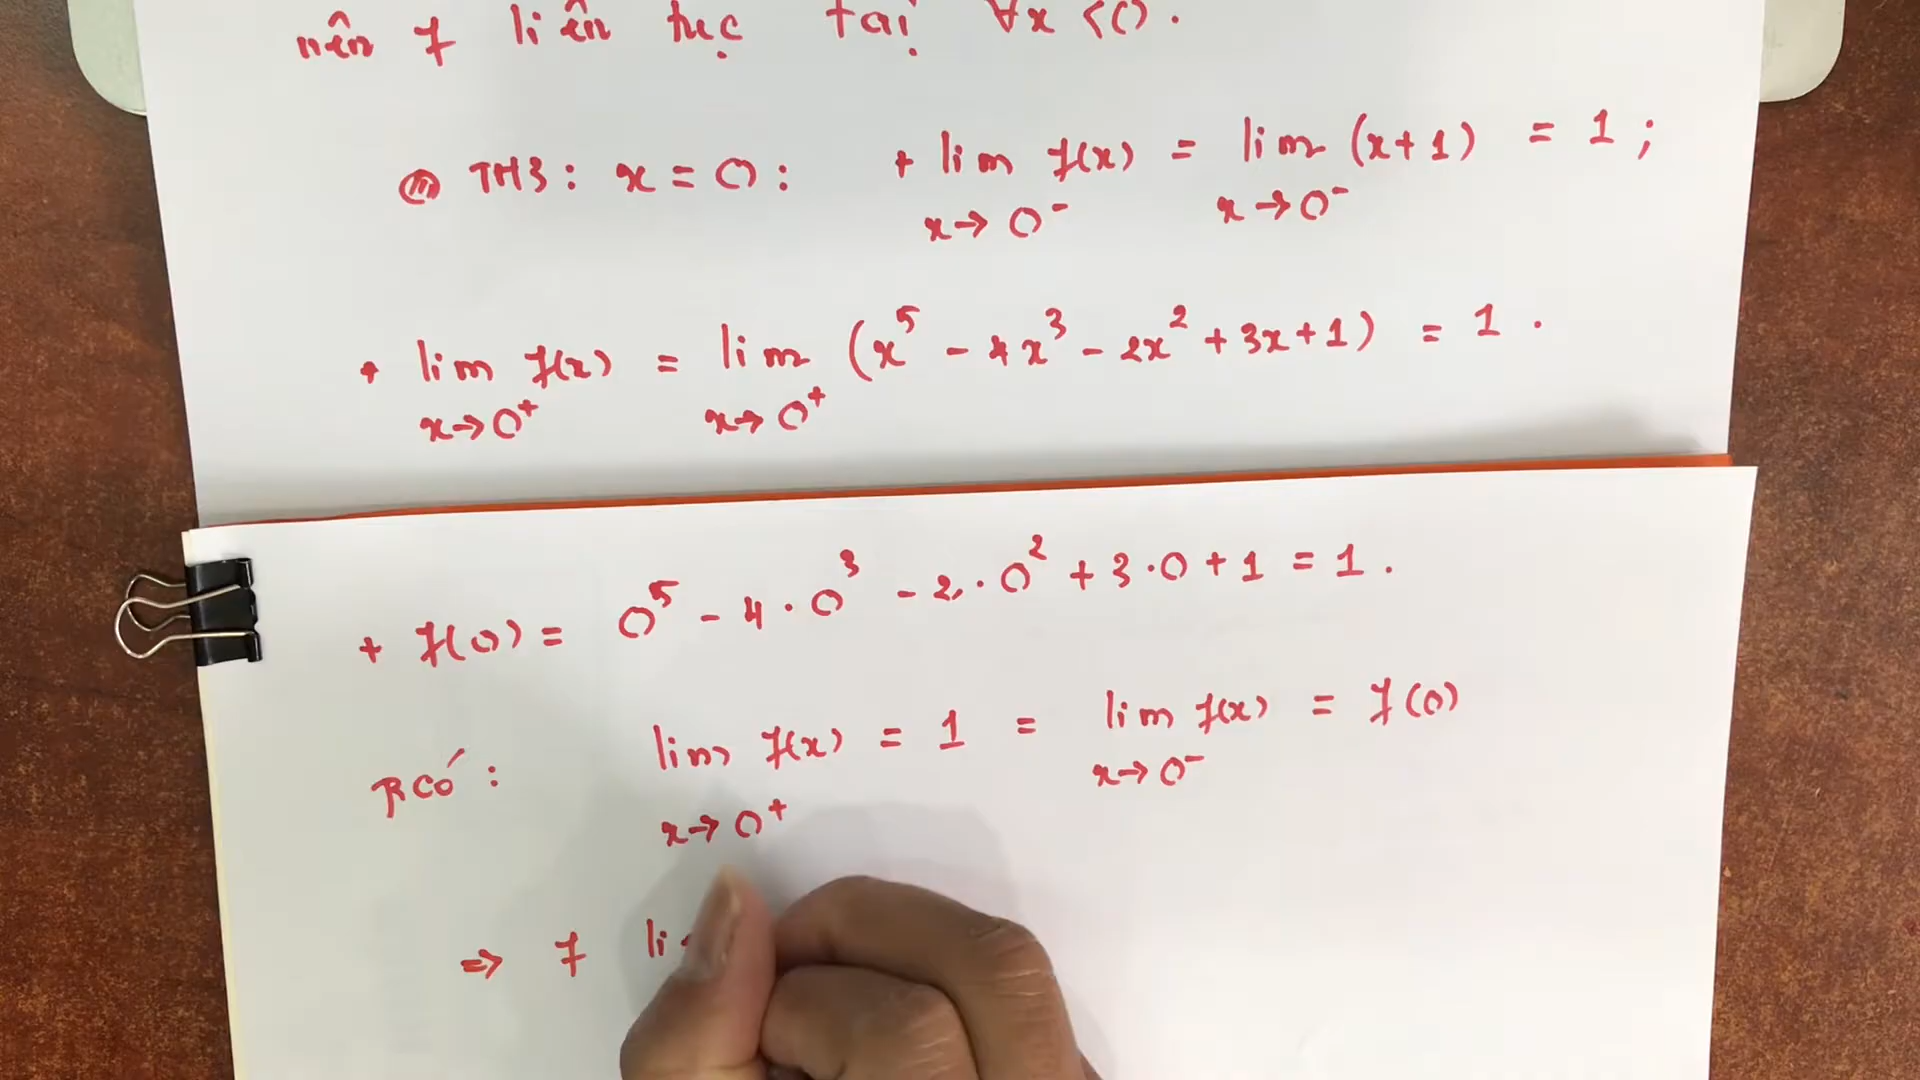 nên f liên tục tại ∀x <0.
TH3: x = 0: + lim f(x) = lim (x+1) = 1 ;
x→0⁻ x→0⁻
+ lim f(x) = lim (x⁵ - 4x³ - 2x² + 3x + 1) = 1 .
x→0⁺ x→0⁺
+ f(0) = 0⁵ - 4·0³ - 2·0² + 3·0 + 1 = 1 .
có : lim f(x) = 1 = lim f(x) = f(0)
x→0⁺ x→0⁻
⇒ f li